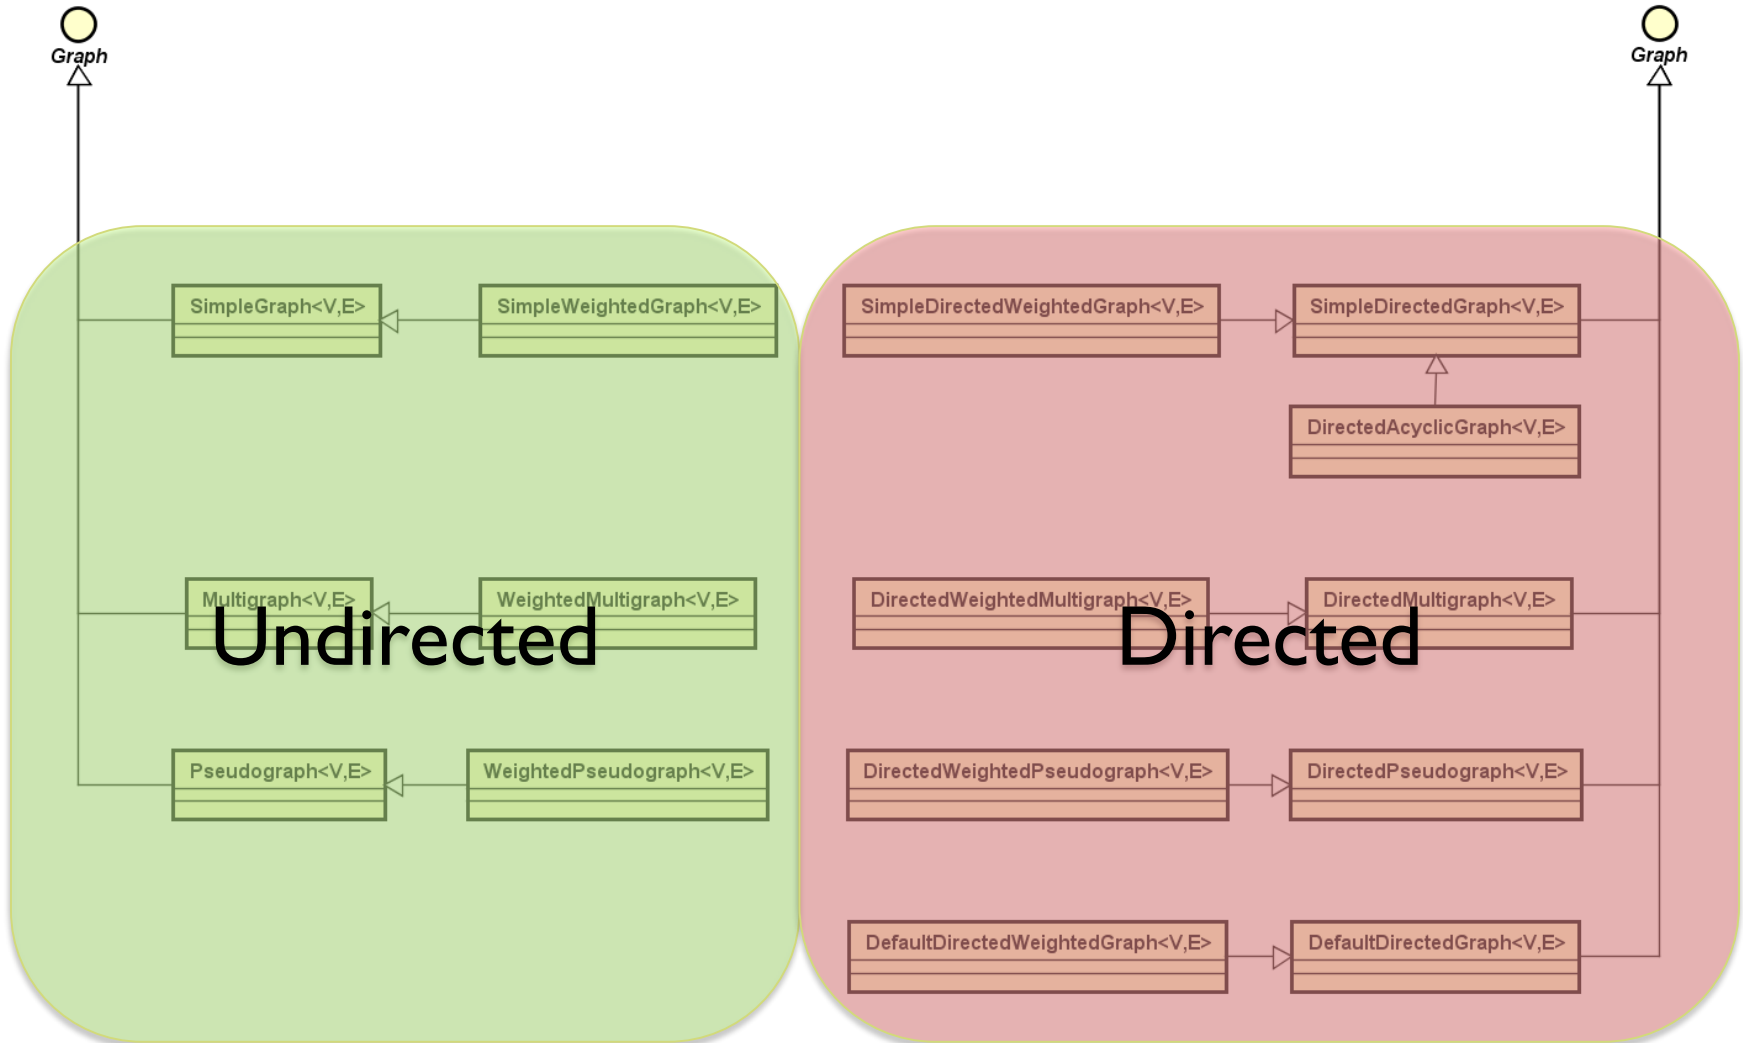 Graph
Graph
SimpleGraph<V,E>
SimpleWeightedGraph<V,E>
SimpleDirectedWeightedGraph<V,E>
SimpleDirectedGraph<V,E>
DirectedAcyclicGraph<V,E>
Multigraph<V,E>
WeightedMultigraph<V,E>
DirectedWeightedMultigraph<V,E>
DirectedMultigraph<V,E>
Undirected
Directed
Pseudograph<V,E>
WeightedPseudograph<V,E>
DirectedWeightedPseudograph<V,E>
DirectedPseudograph<V,E>
DefaultDirectedWeightedGraph<V,E>
DefaultDirectedGraph<V,E>